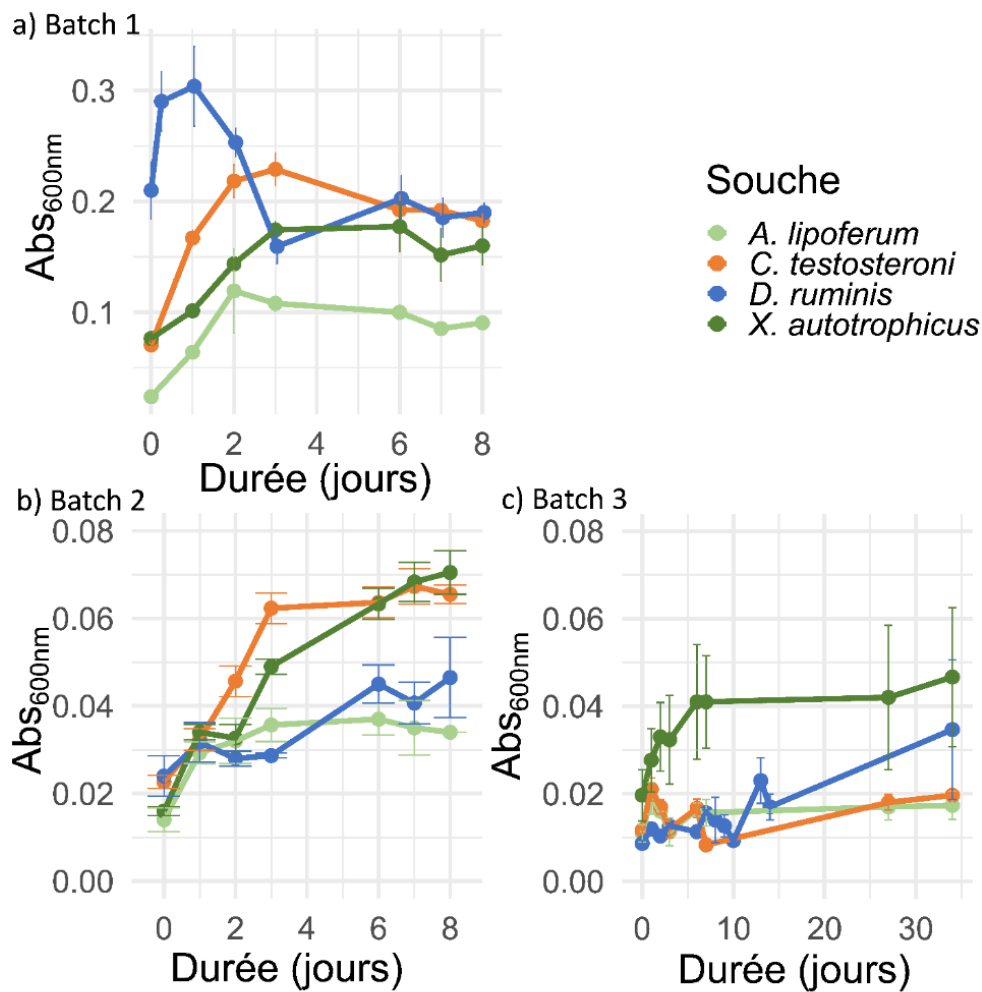 a) Batch 1
0.3
0.2
0.1
Abs600nm
0 2 4 6 8
Durée (jours)
Souche
A. lipoferum
C. testosteroni
D. ruminis
X. autotrophicus
b) Batch 2
0.08
0.06
0.04
0.02
0.00
Abs600nm
0 2 4 6 8
Durée (jours)
c) Batch 3
0.08
0.06
0.04
0.02
0.00
Abs600nm
0 10 20 30
Durée (jours)